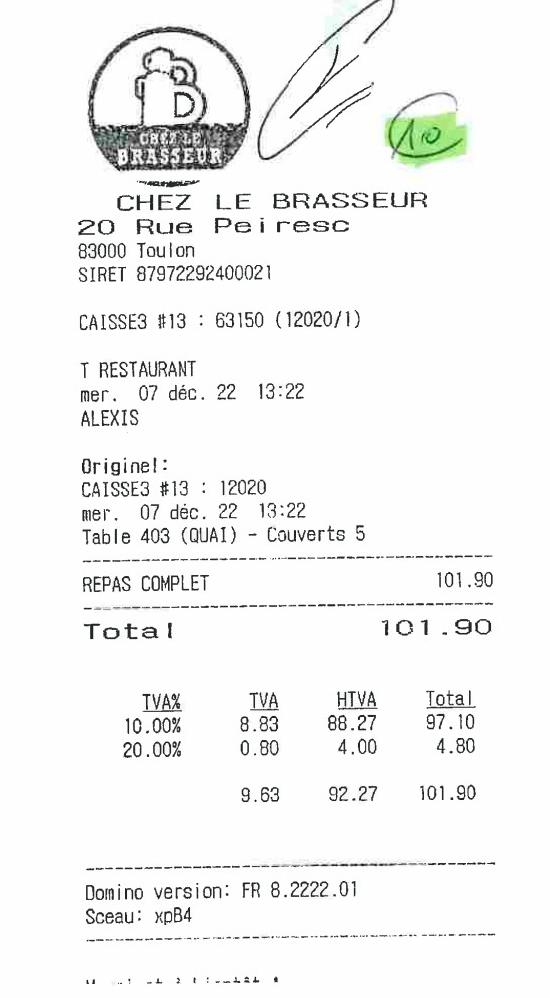 CHEZ LE
BRASSEUR
10
CHEZ LE BRASSEUR
20 Rue Peiresc
83000 Toulon
SIRET 87972292400021
CAISSE3 #13 : 63150 (12020/1)
T RESTAURANT
mer. 07 déc. 22 13:22
ALEXIS
Originel:
CAISSE3 #13 : 12020
mer. 07 déc. 22 13:22
Table 403 (QUAI) - Couverts 5
REPAS COMPLET 101.90
Total 101.90
TVA% TVA HTVA Total
10.00% 8.83 88.27 97.10
20.00% 0.80 4.00 4.80
9.63 92.27 101.90
Domino version: FR 8.2222.01
Sceau: xpB4